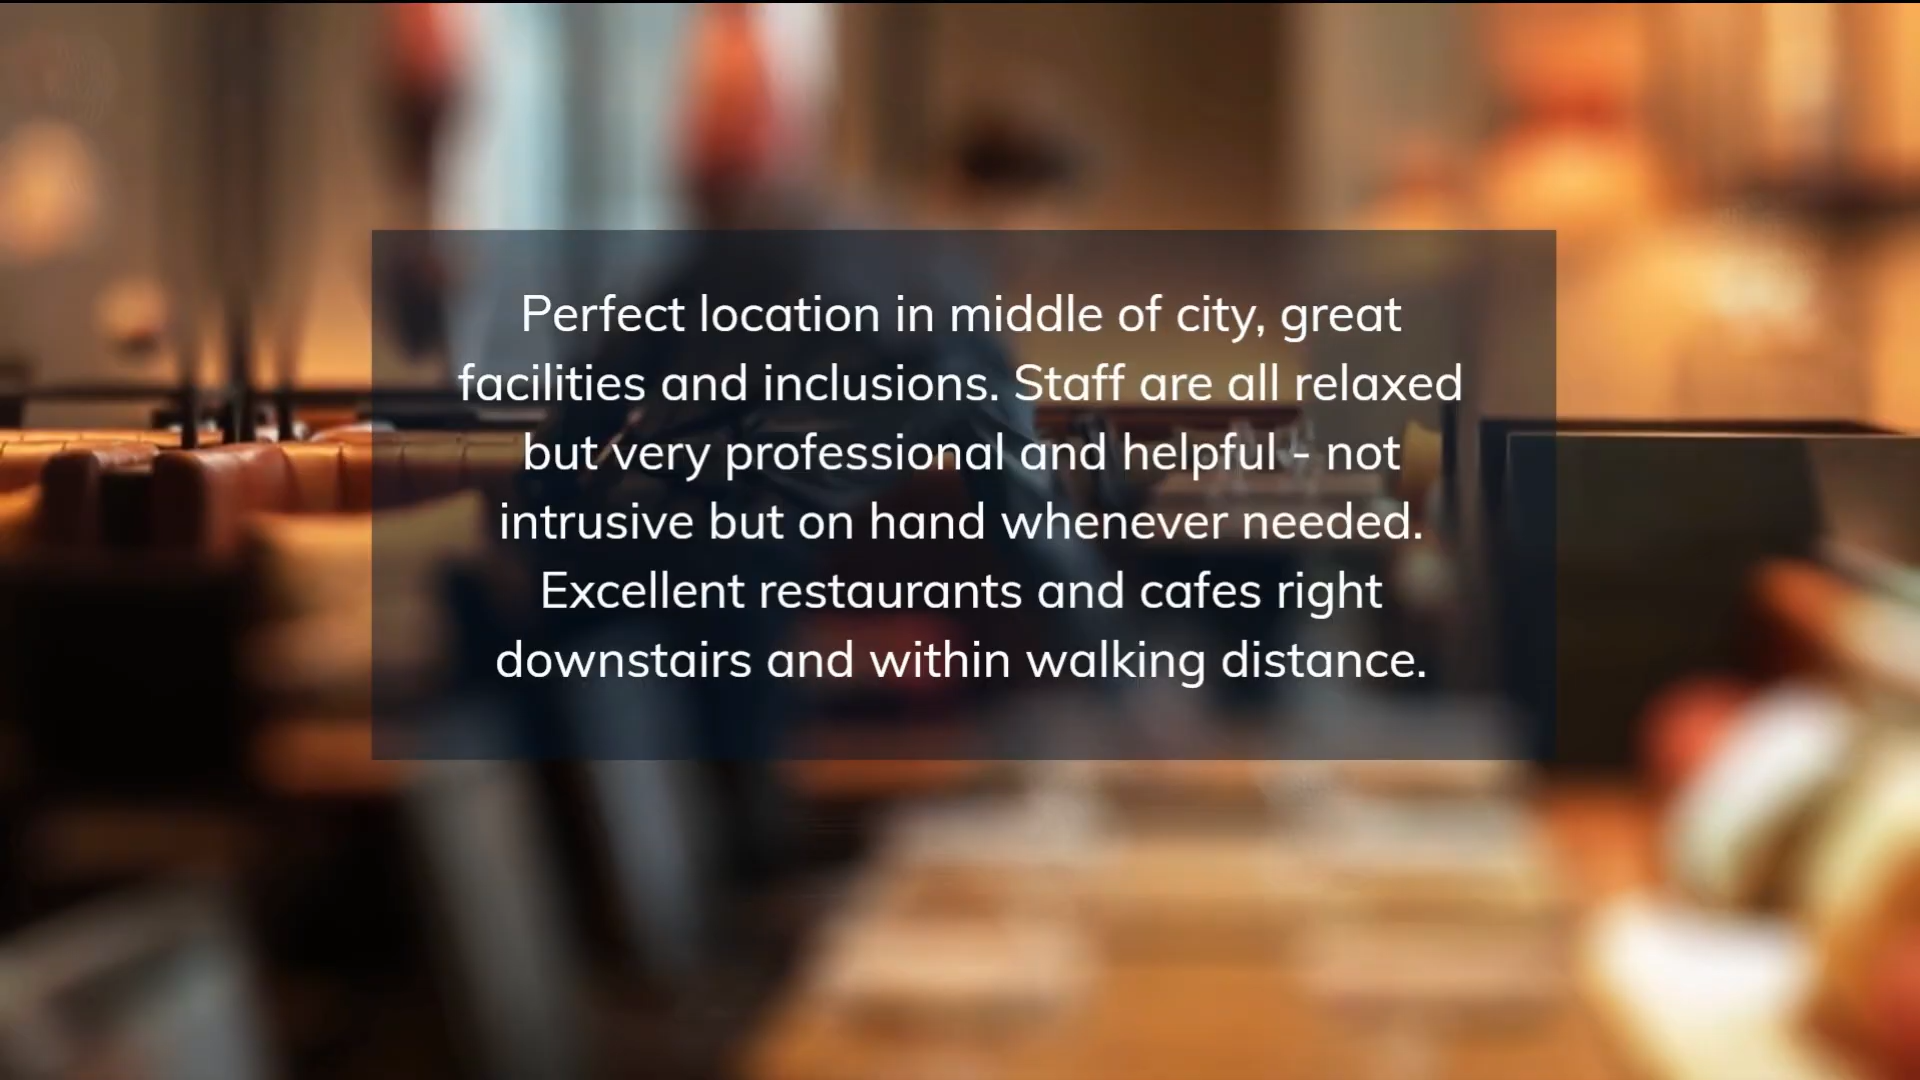 Perfect location in middle of city, great
facilities and inclusions. Staff are all relaxed
but very professional and helpful - not
intrusive but on hand whenever needed.
Excellent restaurants and cafes right
downstairs and within walking distance.